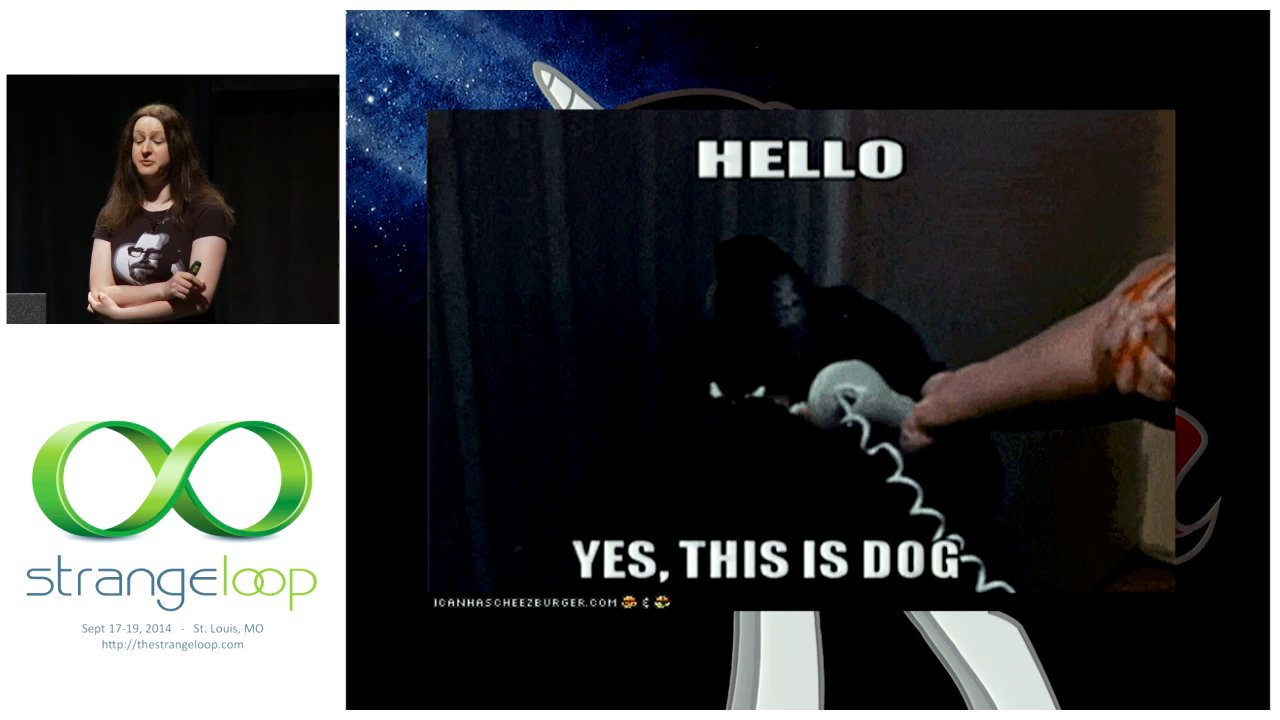 HELLO
YES, THIS IS DOG
ICANHASCHEEZBURGER.COM
strangeloop
Sept 17-19, 2014 - St. Louis, MO
http://thestrangeloop.com